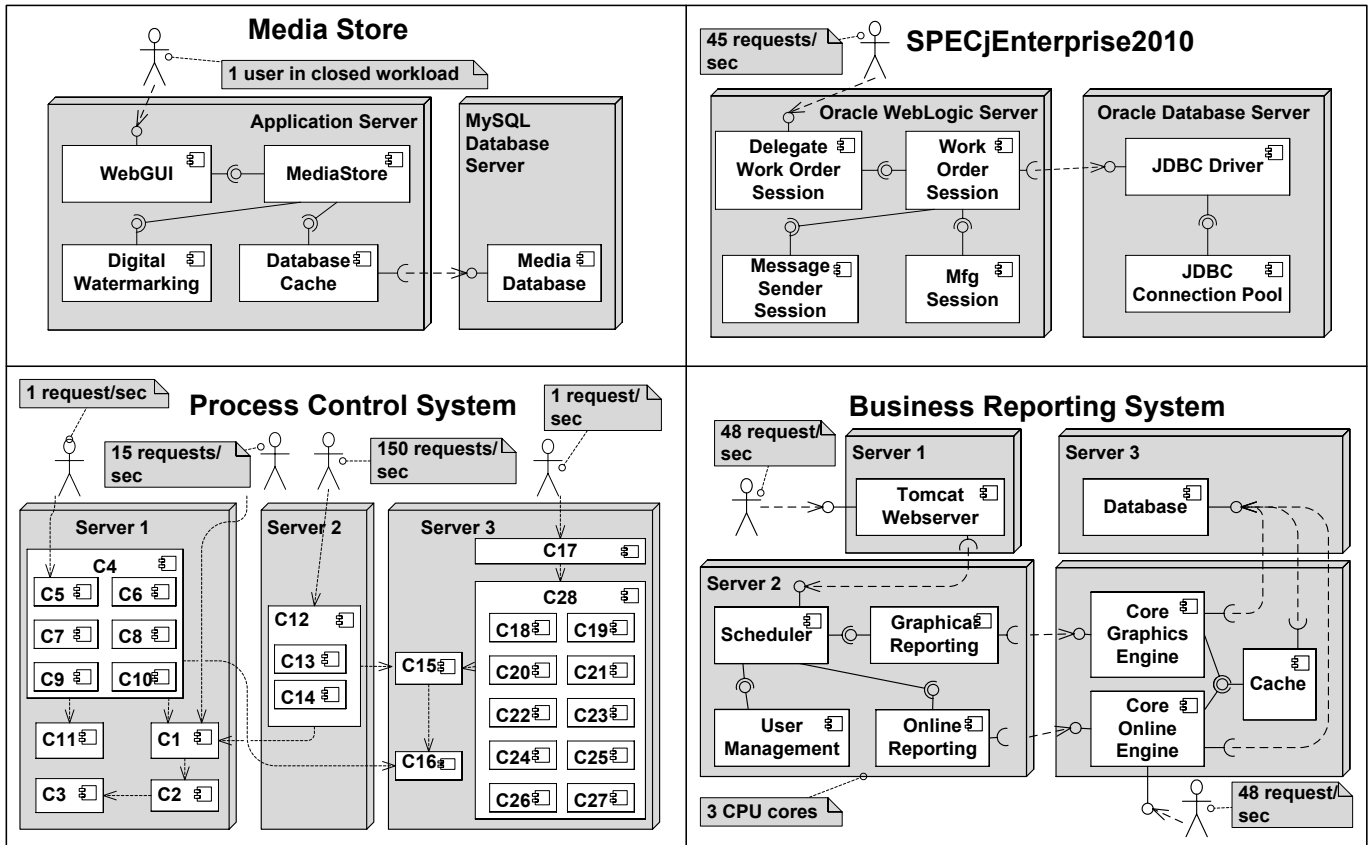 Media Store
1 user in closed workload
Application Server
WebGUI
MediaStore
Digital
Watermarking
Database
Cache
MySQL
Database
Server
Media
Database
SPECjEnterprise2010
45 requests/
sec
Oracle WebLogic Server
Delegate
Work Order
Session
Work
Order
Session
Message
Sender
Session
Mfg
Session
Oracle Database Server
JDBC Driver
JDBC
Connection Pool
Process Control System
1 request/sec
15 requests/
sec
150 requests/
sec
1 request/
sec
Server 1
C4
C5
C6
C7
C8
C9
C10
C11
C1
C3
C2
Server 2
C12
C13
C14
Server 3
C17
C28
C18
C19
C15
C20
C21
C22
C23
C16
C24
C25
C26
C27
Business Reporting System
48 request/
sec
Server 1
Tomcat
Webserver
Server 3
Database
Server 2
Scheduler
Graphical
Reporting
User
Management
Online
Reporting
Core
Graphics
Engine
Cache
Core
Online
Engine
3 CPU cores
48 request/
sec